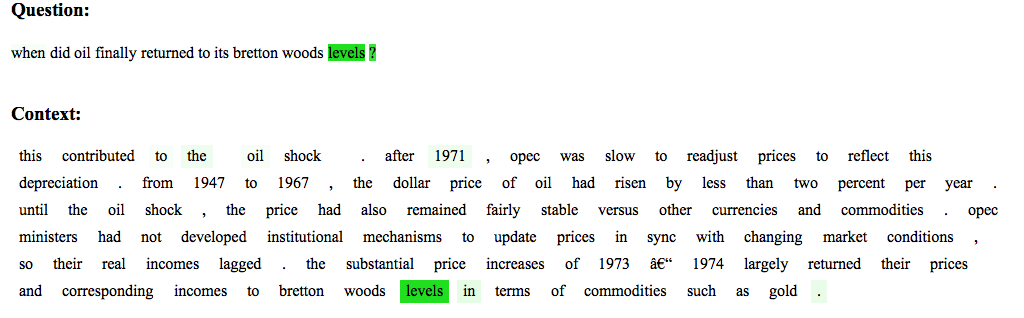 Question:
when did oil finally returned to its bretton woods levels ?
Context:
this contributed to the oil shock . after 1971 , opec was slow to readjust prices to reflect this
depreciation . from 1947 to 1967 , the dollar price of oil had risen by less than two percent per year .
until the oil shock , the price had also remained fairly stable versus other currencies and commodities . opec
ministers had not developed institutional mechanisms to update prices in sync with changing market conditions ,
so their real incomes lagged . the substantial price increases of 1973 â€“ 1974 largely returned their prices
and corresponding incomes to bretton woods levels in terms of commodities such as gold .